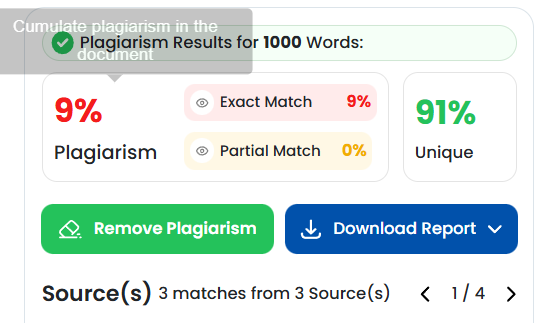 Cumulate plagiarism in the
document
Plagiarism Results for 1000 Words:
9%
Plagiarism
Exact Match 9%
Partial Match 0%
91%
Unique
Remove Plagiarism
Download Report
Source(s) 3 matches from 3 Source(s) 1 / 4